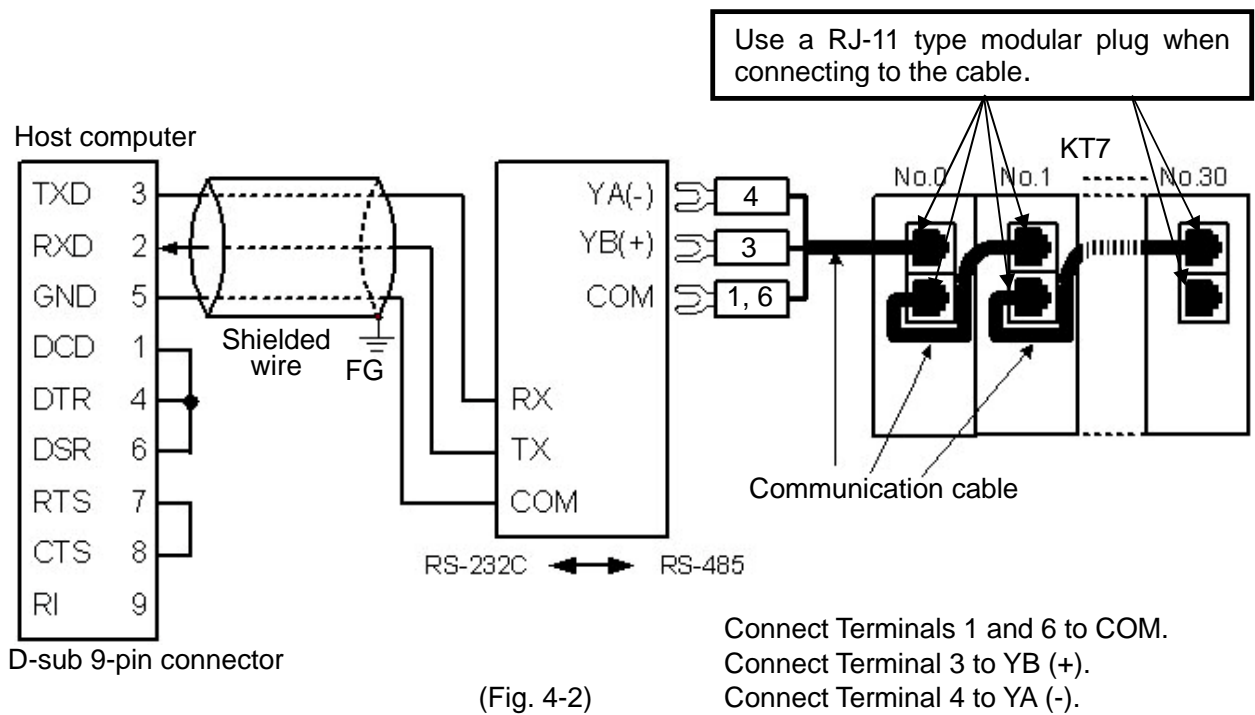 Use a RJ-11 type modular plug when
connecting to the cable.
Host computer
TXD 3
RXD 2
GND 5
DCD 1
DTR 4
DSR 6
RTS 7
CTS 8
RI 9
D-sub 9-pin connector
Shielded
wire
FG
YA(-)
YB(+)
COM
RX
TX
COM
RS-232C
RS-485
4
3
1, 6
KT7
No.0
No.1
No.30
Communication cable
Connect Terminals 1 and 6 to COM.
Connect Terminal 3 to YB (+).
Connect Terminal 4 to YA (-).
(Fig. 4-2)